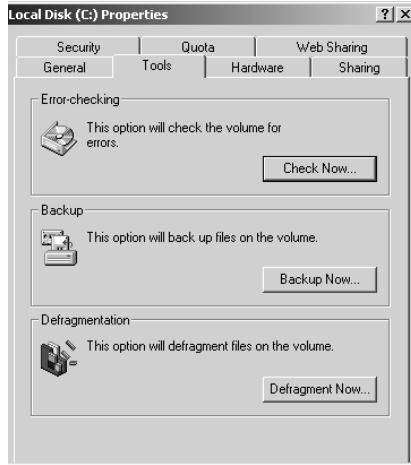 Local Disk (C:) Properties ? X
Security Quota Web Sharing
General Tools Hardware Sharing
Error-checking
This option will check the volume for
errors.
Check Now...
Backup
This option will back up files on the volume.
Backup Now...
Defragmentation
This option will defragment files on the volume.
Defragment Now...